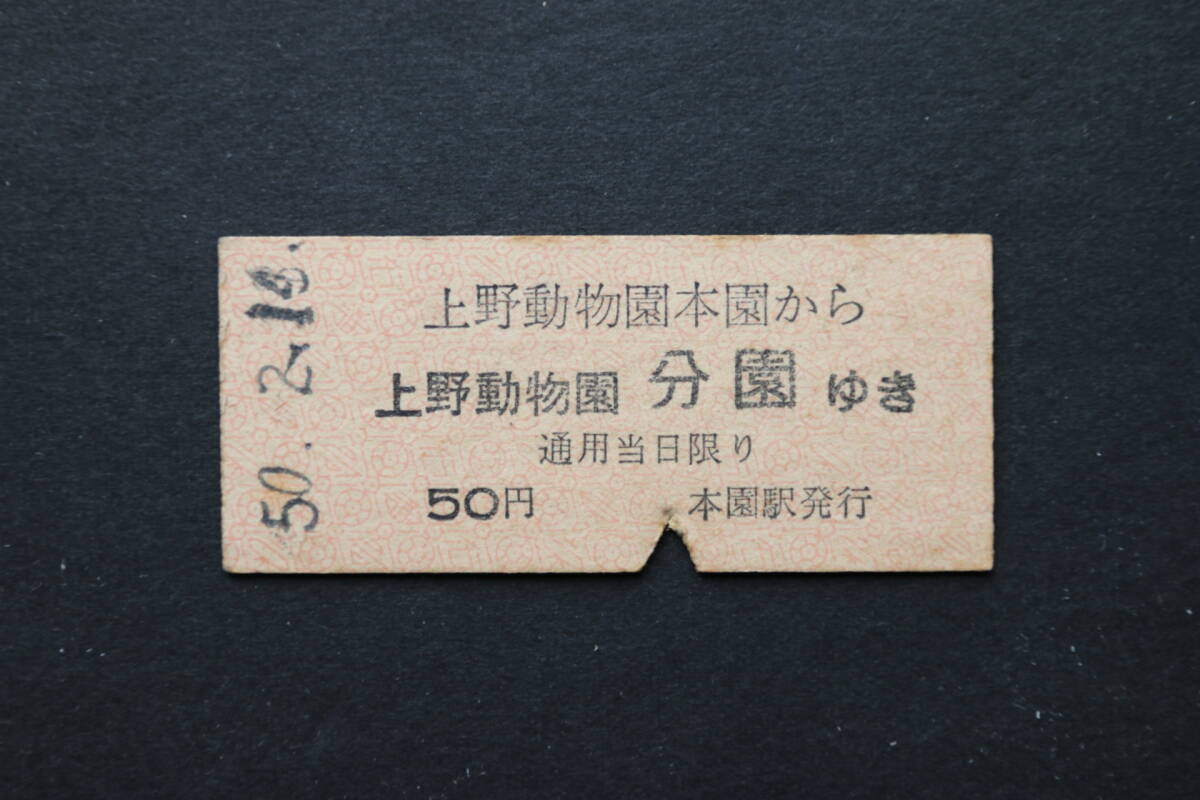 上野動物園本園から
上野動物園 分園 ゆき
通用当日限り
50円 本園駅発行
50. 2.